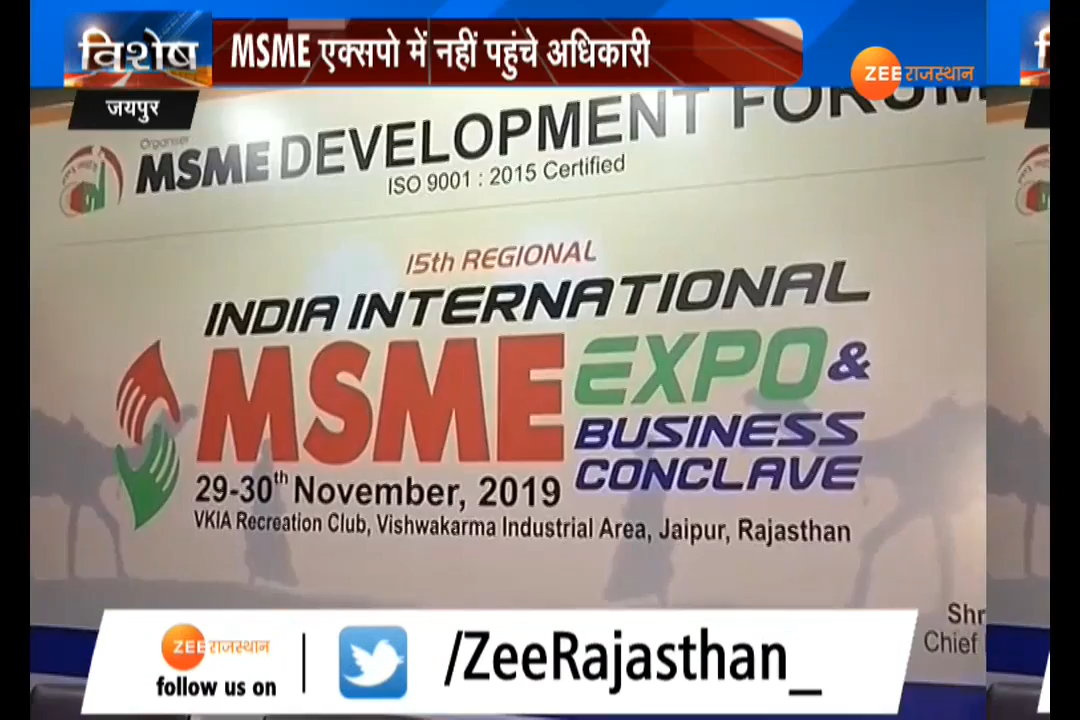 विशेष
MSME एक्सपो में नहीं पहुंचे अधिकारी
ZEE राजस्थान
जयपुर
Organiser
MSME DEVELOPMENT FORUM
ISO 9001 : 2015 Certified
15th REGIONAL
INDIA INTERNATIONAL
MSME EXPO &
BUSINESS
CONCLAVE
29-30th November, 2019
VKIA Recreation Club, Vishwakarma Industrial Area, Jaipur, Rajasthan
Shr
Chief
ZEE राजस्थान
follow us on
/ZeeRajasthan_